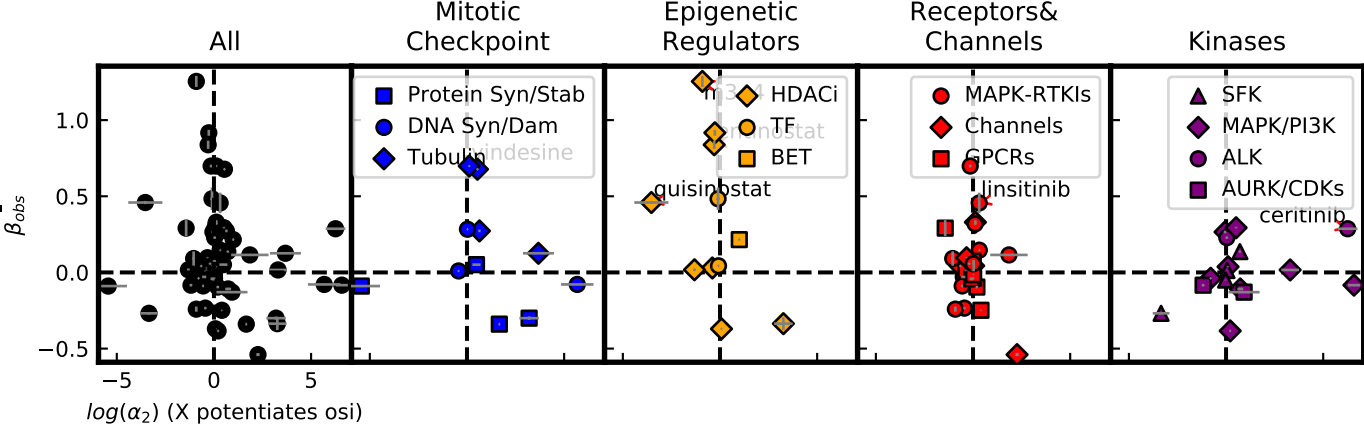 Mitotic
Checkpoint
Epigenetic
Regulators
Receptors&
Channels
All
Kinases
Protein Syn/Stab
DNA Syn/Dam
Tubulin
vindesine
HDACi
TF
BET
quisinostat
MAPK-RTKIs
Channels
GPCRs
linsitinib
SFK
MAPK/PI3K
ALK
AURK/CDKs
ceritinib
1.0
0.5
0.0
−0.5
β̄obs
−5
0
5
log(α2) (X potentiates osi)